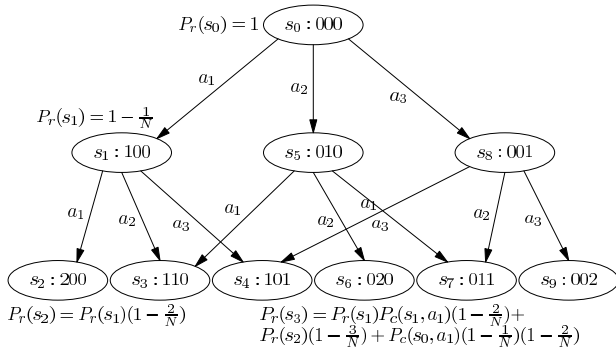 P_r(s_0) = 1
s_0 : 000
a_1
a_2
a_3
P_r(s_1) = 1 − 1/N
s_1 : 100
s_5 : 010
s_8 : 001
a_1
a_2
a_3
a_1
a_2
a_1
a_3
a_2
a_3
s_2 : 200
s_3 : 110
s_4 : 101
s_6 : 020
s_7 : 011
s_9 : 002
P_r(s_2) = P_r(s_1)(1 − 2/N)
P_r(s_3) = P_r(s_1)P_c(s_1, a_1)(1 − 2/N)+
P_r(s_2)(1 − 3/N) + P_c(s_0, a_1)(1 − 1/N)(1 − 2/N)